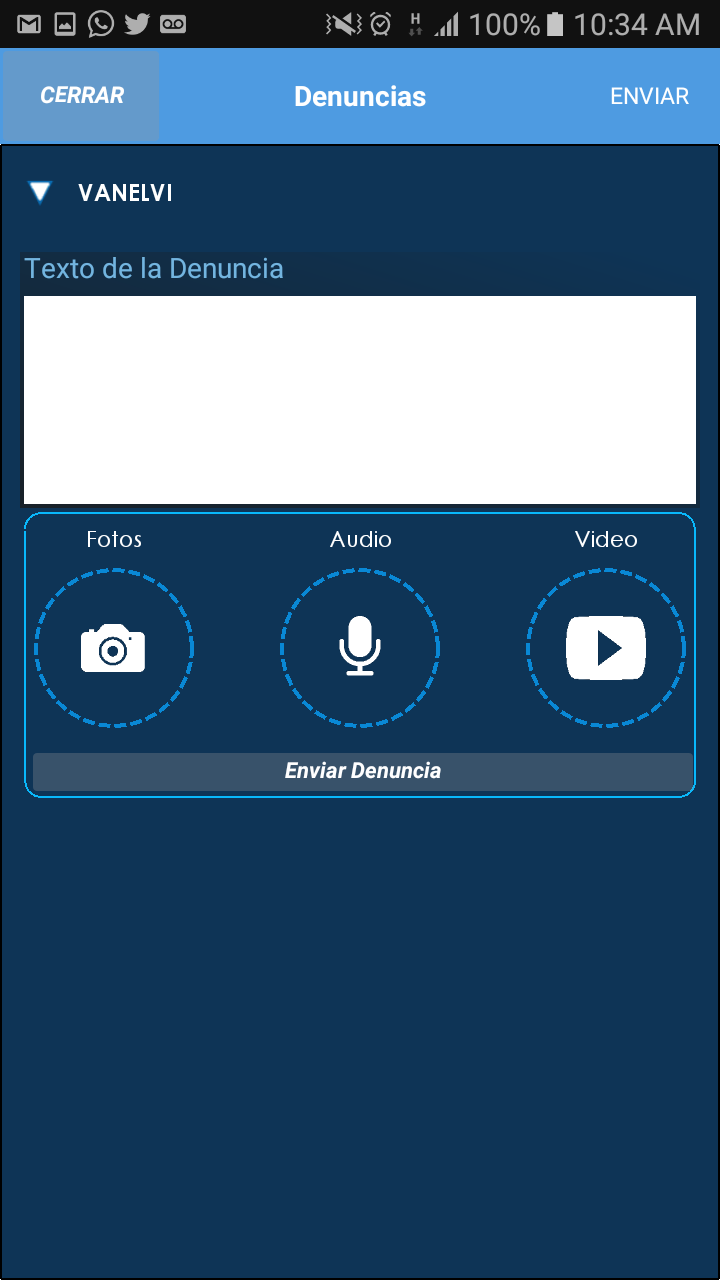 H 100% 10:34 AM
CERRAR Denuncias ENVIAR
VANELVI
Texto de la Denuncia
Fotos Audio Video
Enviar Denuncia